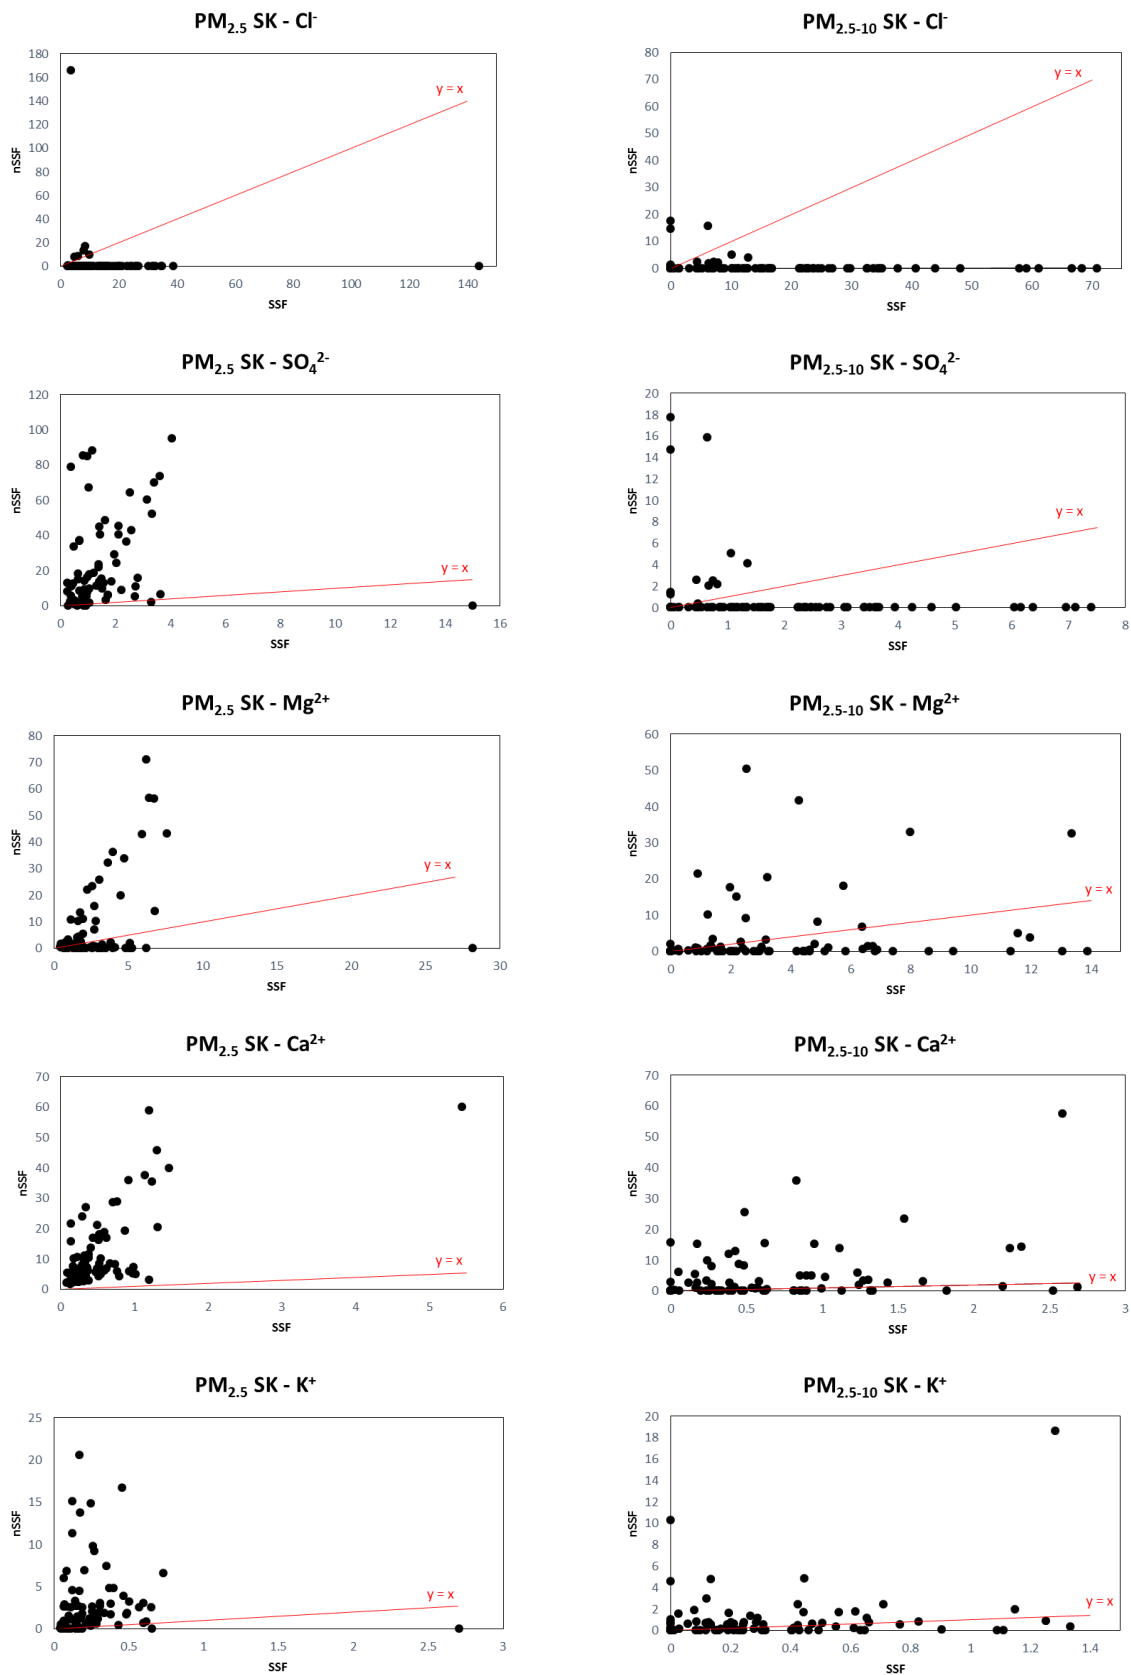 PM2.5 SK - Cl-
180
160
140
120
100
80
60
40
20
0
nSSF
y = x
0 20 40 60 80 100 120 140
SSF
PM2.5-10 SK - Cl-
80
70
60
50
40
30
20
10
0
nSSF
y = x
0 10 20 30 40 50 60 70
SSF
PM2.5 SK - SO4 2-
120
100
80
60
40
20
0
nSSF
y = x
0 2 4 6 8 10 12 14 16
SSF
PM2.5-10 SK - SO4 2-
20
18
16
14
12
10
8
6
4
2
0
nSSF
y = x
0 1 2 3 4 5 6 7 8
SSF
PM2.5 SK - Mg2+
80
70
60
50
40
30
20
10
0
nSSF
y = x
0 5 10 15 20 25 30
SSF
PM2.5-10 SK - Mg2+
60
50
40
30
20
10
0
nSSF
y = x
0 2 4 6 8 10 12 14
SSF
PM2.5 SK - Ca2+
70
60
50
40
30
20
10
0
nSSF
y = x
0 1 2 3 4 5 6
SSF
PM2.5-10 SK - Ca2+
70
60
50
40
30
20
10
0
nSSF
y = x
0 0.5 1 1.5 2 2.5 3
SSF
PM2.5 SK - K+
25
20
15
10
5
0
nSSF
y = x
0 0.5 1 1.5 2 2.5 3
SSF
PM2.5-10 SK - K+
20
18
16
14
12
10
8
6
4
2
0
nSSF
y = x
0 0.2 0.4 0.6 0.8 1 1.2 1.4
SSF